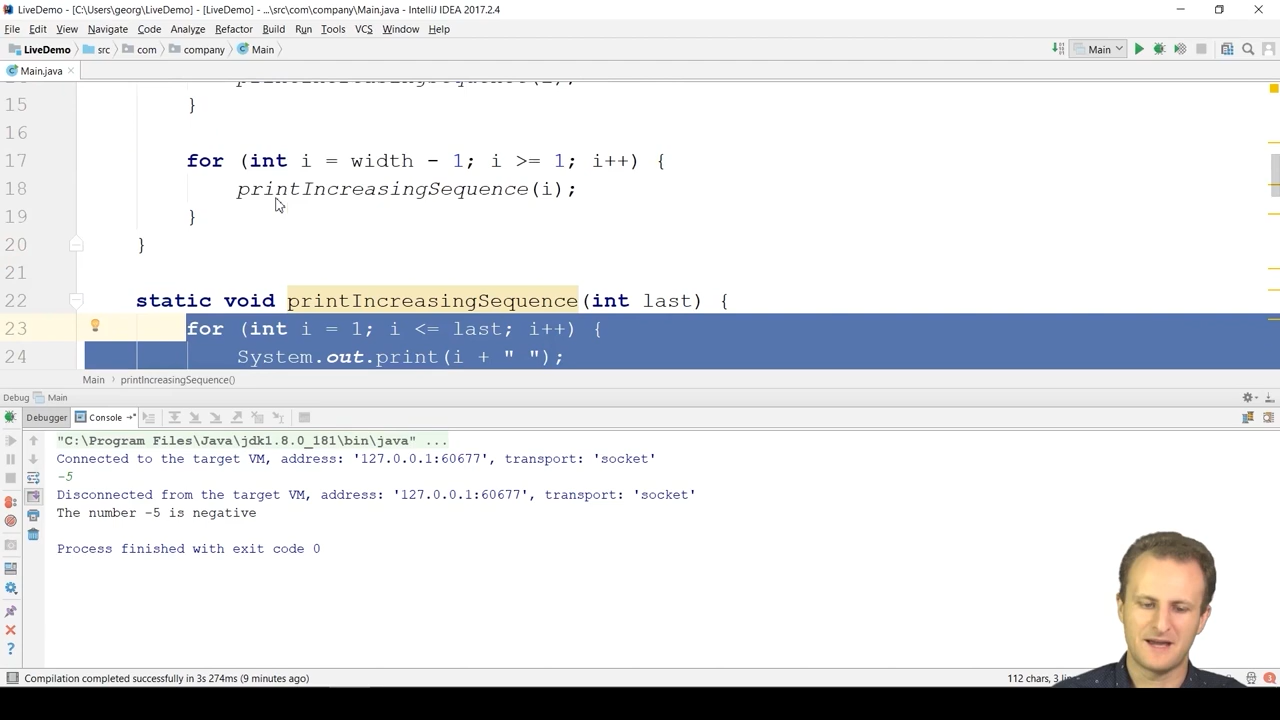 LiveDemo - [C:\Users\georg\LiveDemo] - [LiveDemo] - ...\src\com\company\Main.java - IntelliJ IDEA 2017.2.4
File Edit View Navigate Code Analyze Refactor Build Run Tools VCS Window Help
LiveDemo src com company Main Main
Main.java
15 }
16
17 for (int i = width - 1; i >= 1; i++) {
18 printIncreasingSequence(i);
19 }
20 }
21
22 static void printIncreasingSequence(int last) {
23 for (int i = 1; i <= last; i++) {
24 System.out.print(i + " ");
Main printIncreasingSequence()
Debug Main
Debugger Console
"C:\Program Files\Java\jdk1.8.0_181\bin\java" ...
Connected to the target VM, address: '127.0.0.1:60677', transport: 'socket'
-5
Disconnected from the target VM, address: '127.0.0.1:60677', transport: 'socket'
The number -5 is negative
Process finished with exit code 0
Compilation completed successfully in 3s 274ms (9 minutes ago) 112 chars, 3